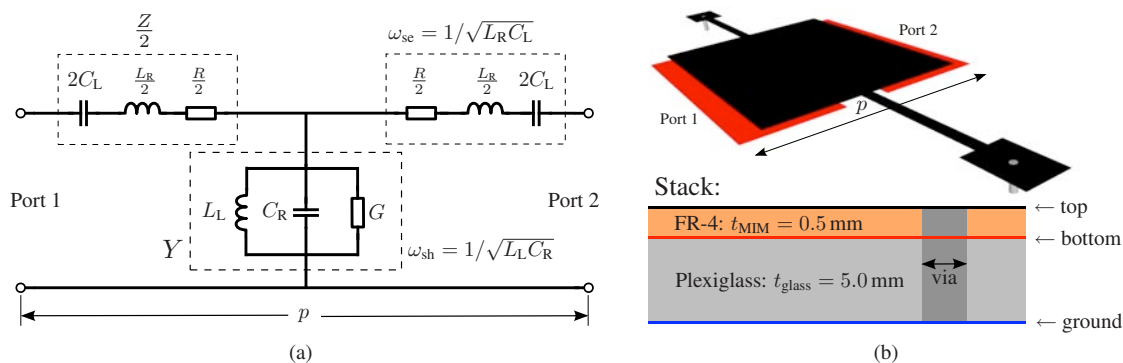 Z/2
ω_se = 1/√(L_R C_L)
2C_L L_R/2 R/2
R/2 L_R/2 2C_L
Port 1
Port 2
L_L C_R G
Y
ω_sh = 1/√(L_L C_R)
p
(a)
Port 2
Port 1
p
Stack:
← top
FR-4: t_MIM = 0.5 mm
← bottom
Plexiglass: t_glass = 5.0 mm
via
← ground
(b)